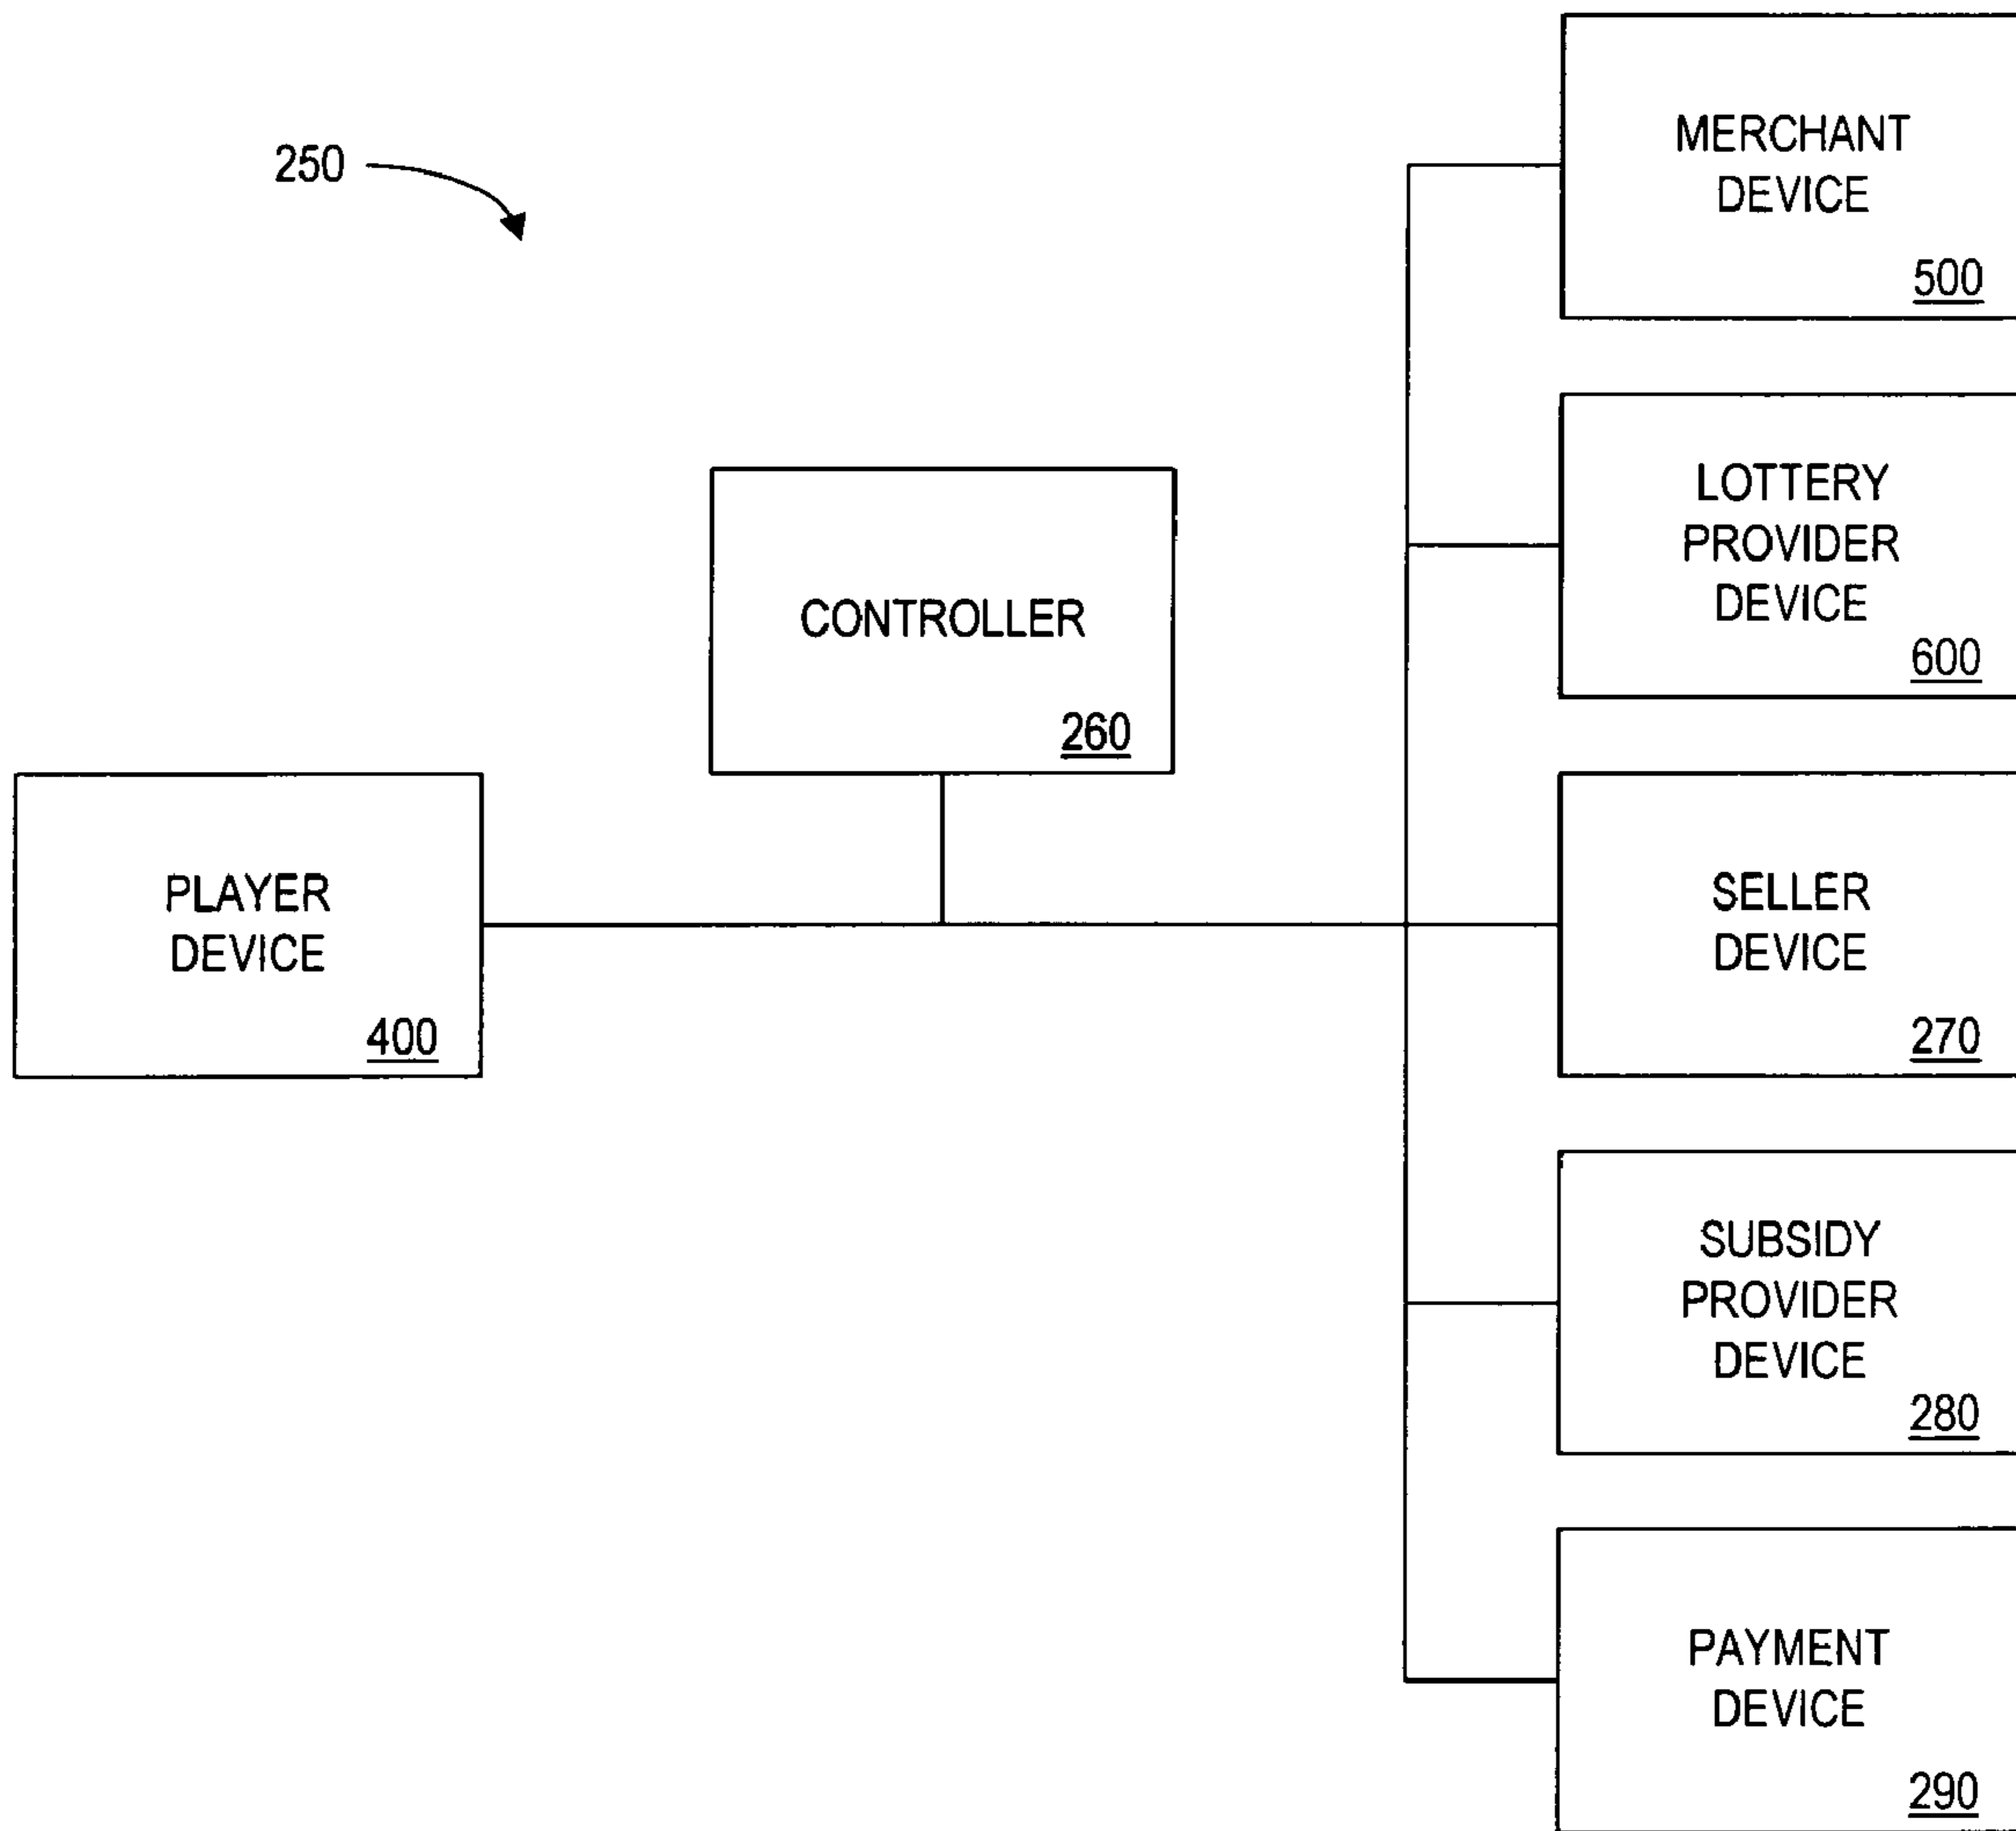 250
MERCHANT
DEVICE
500
LOTTERY
PROVIDER
DEVICE
600
CONTROLLER
260
PLAYER
DEVICE
400
SELLER
DEVICE
270
SUBSIDY
PROVIDER
DEVICE
280
PAYMENT
DEVICE
290